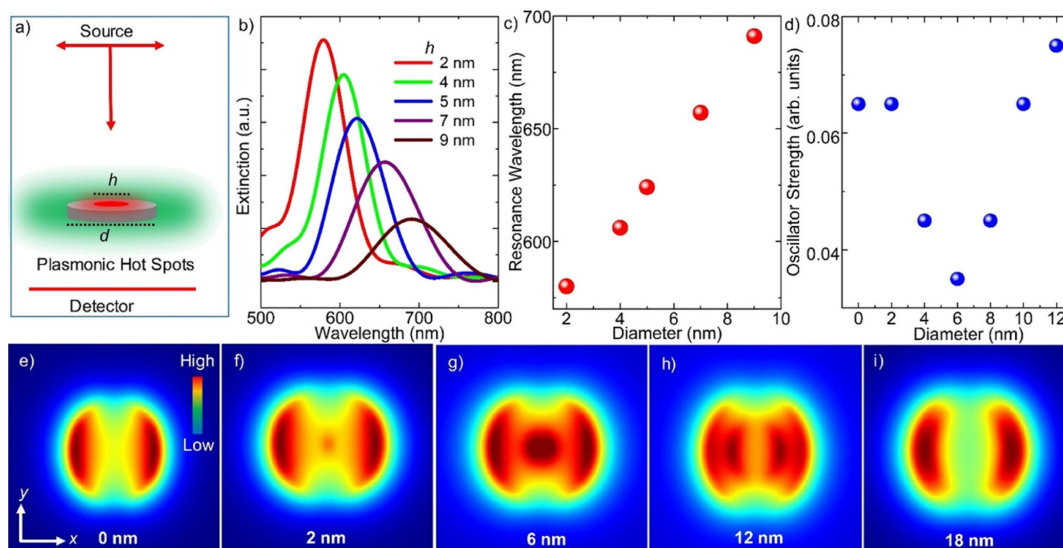 a)
Source
h
d
Plasmonic Hot Spots
Detector
b)
Extinction (a.u.)
h
2 nm
4 nm
5 nm
7 nm
9 nm
500
600
700
800
Wavelength (nm)
c)
Resonance Wavelength (nm)
700
650
600
2
4
6
8
10
Diameter (nm)
d)
Oscillator Strength (arb. units)
0.08
0.06
0.04
0
2
4
6
8
10
12
Diameter (nm)
e)
High
Low
y
x
0 nm
f)
2 nm
g)
6 nm
h)
12 nm
i)
18 nm